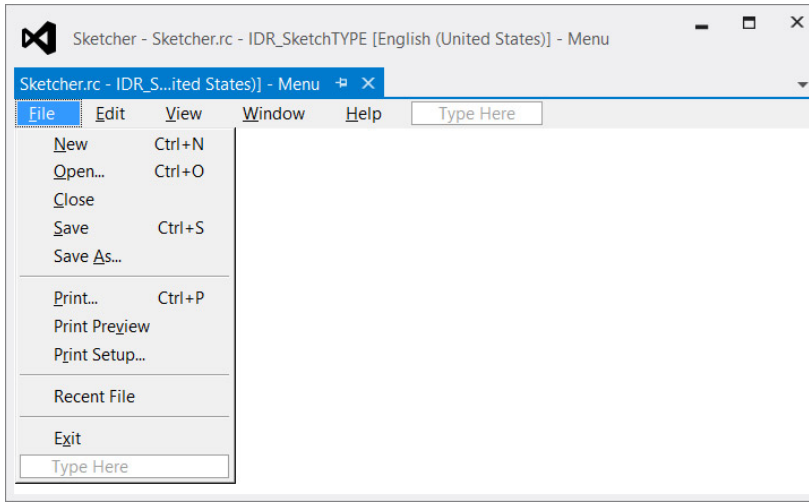 Sketcher - Sketcher.rc - IDR_SketchTYPE [English (United States)] - Menu
Sketcher.rc - IDR_S...ited States)] - Menu
File Edit View Window Help Type Here
New Ctrl+N
Open... Ctrl+O
Close
Save Ctrl+S
Save As...
Print... Ctrl+P
Print Preview
Print Setup...
Recent File
Exit
Type Here